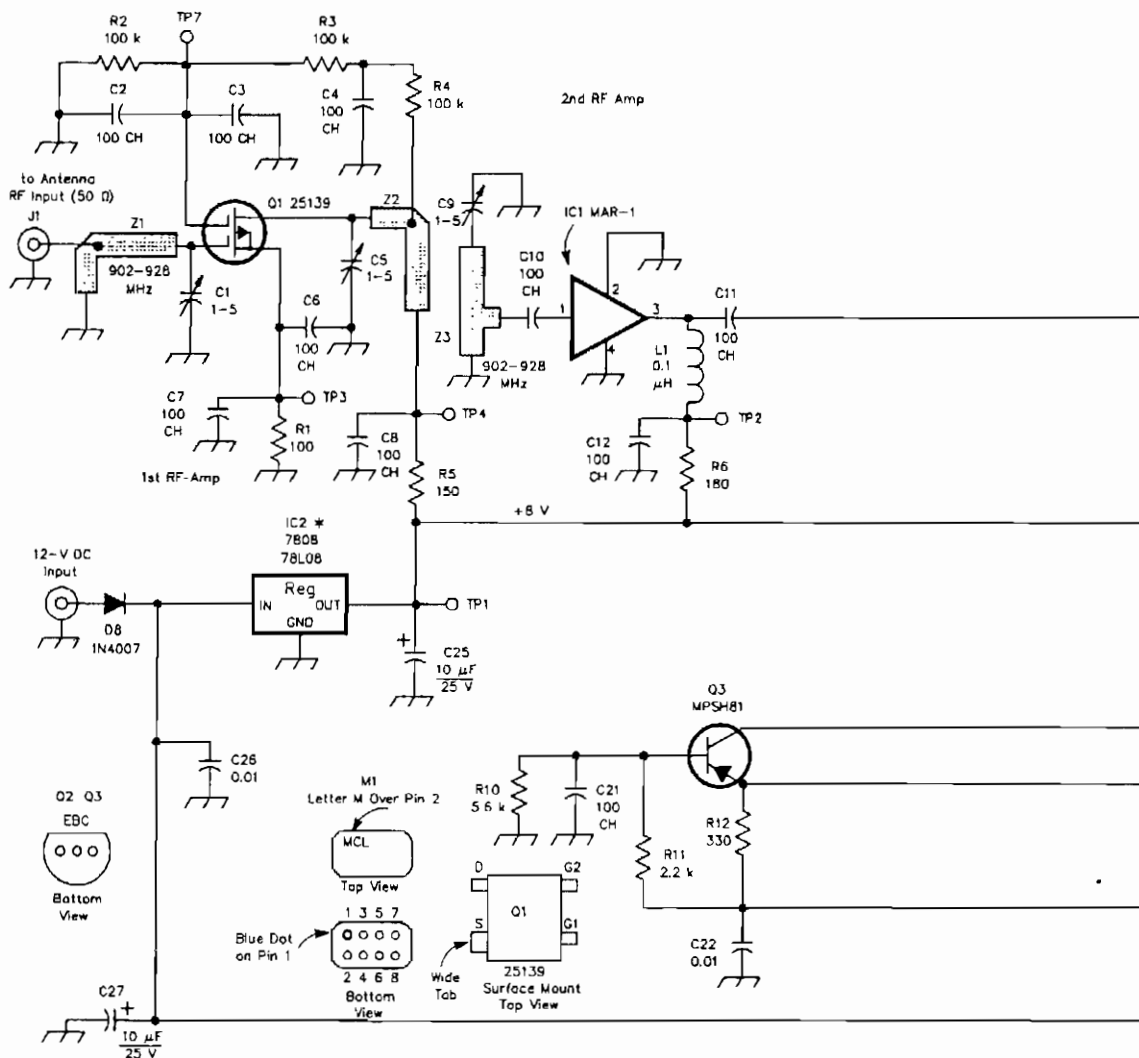 R2
100 k
TP7
R3
100 k
C2
100 CH
C3
100 CH
C4
100
CH
R4
100 k
2nd RF Amp
to Antenna
RF Input (50 Ω)
J1
Z1
902-928
MHz
C1
1-5
Q1 25139
Z2
C5
1-5
C6
100
CH
C7
100
CH
TP3
R1
100
1st RF-Amp
C9
1-5
Z3
902-928
MHz
C10
100
CH
IC1 MAR-1
1
2
3
4
C11
100
CH
L1
0.1
μH
TP2
C12
100
CH
R6
180
TP4
C8
100
CH
R5
150
+8 V
12-V DC
Input
D8
1N4007
IC2 *
7808
78L08
Reg
IN
OUT
GND
TP1
+
C25
10 μF
25 V
C26
0.01
Q2 Q3
EBC
Bottom
View
M1
Letter M Over Pin 2
MCL
Top View
1 3 5 7
Blue Dot
on Pin 1
2 4 6 8
Bottom
View
D
G2
Q1
S
G1
Wide
Tab
25139
Surface Mount
Top View
Q3
MPSH81
R10
5.6 k
C21
100
CH
R11
2.2 k
R12
330
C22
0.01
C27
+
10 μF
25 V